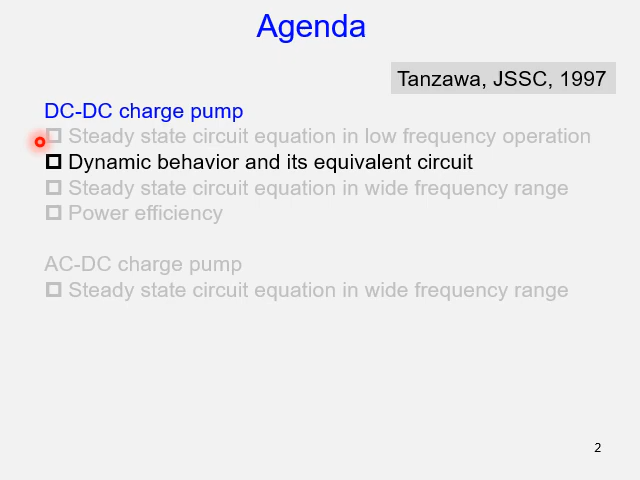 Agenda
Tanzawa, JSSC, 1997
DC-DC charge pump
Steady state circuit equation in low frequency operation
Dynamic behavior and its equivalent circuit
Steady state circuit equation in wide frequency range
Power efficiency
AC-DC charge pump
Steady state circuit equation in wide frequency range
2